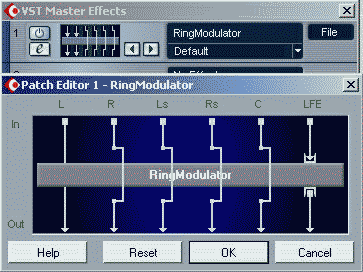 VST Master Effects
1
RingModulator
File
e
Default
Patch Editor 1 - RingModulator
L R Ls Rs C LFE
In
RingModulator
Out
Help Reset OK Cancel